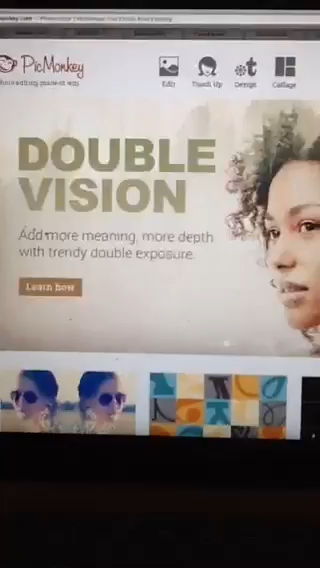 PicMonkey
Edit Touch Up Design Collage
DOUBLE
VISION
Add more meaning, more depth
with trendy double exposure.
Learn how